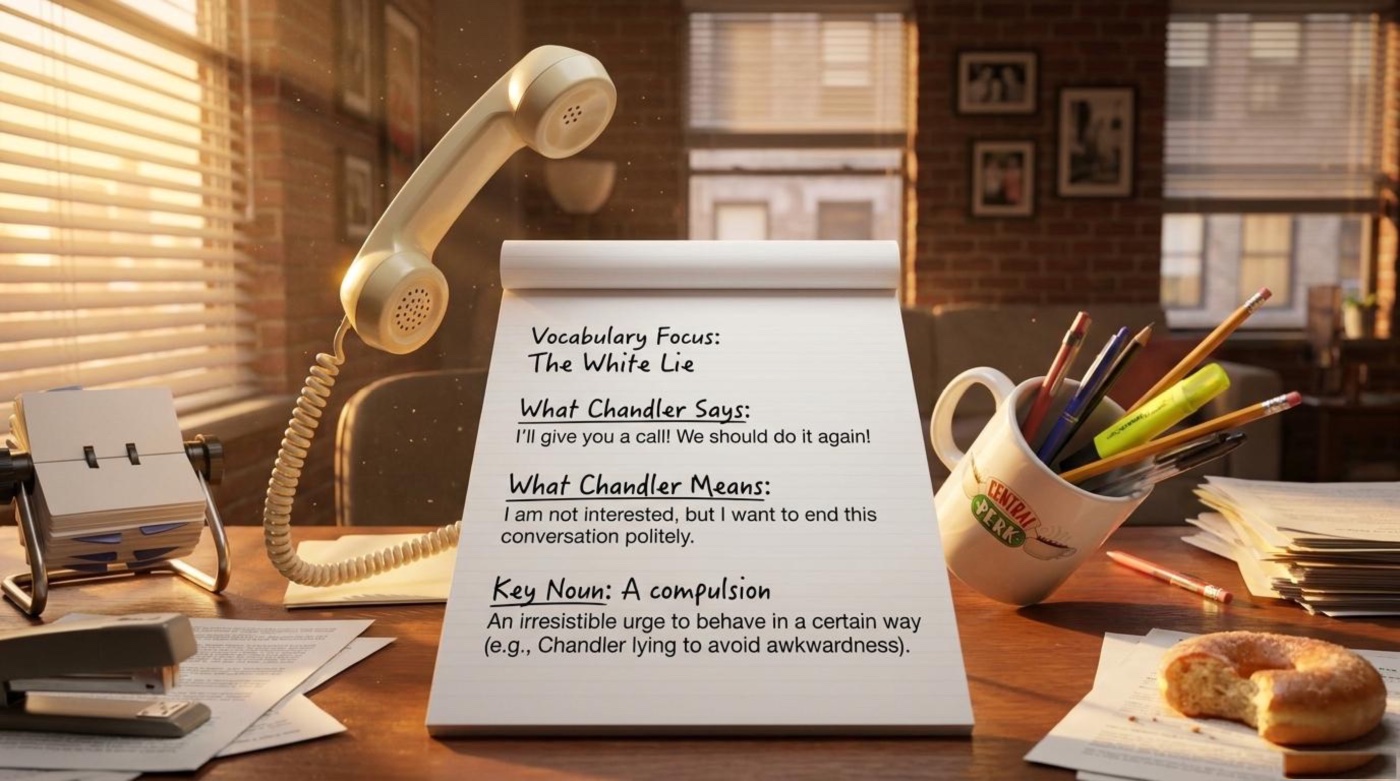 Vocabulary Focus:
The White Lie
What Chandler Says:
I'll give you a call! We should do it again!
What Chandler Means:
I am not interested, but I want to end this
conversation politely.
Key Noun: A compulsion
An irresistible urge to behave in a certain way
(e.g., Chandler lying to avoid awkwardness).
CENTRAL
PERK